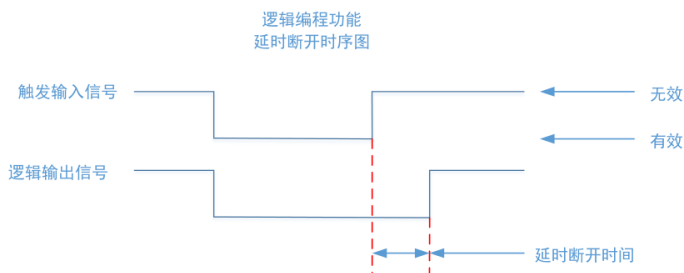 逻辑编程功能
延时断开时序图
触发输入信号
无效
有效
逻辑输出信号
延时断开时间